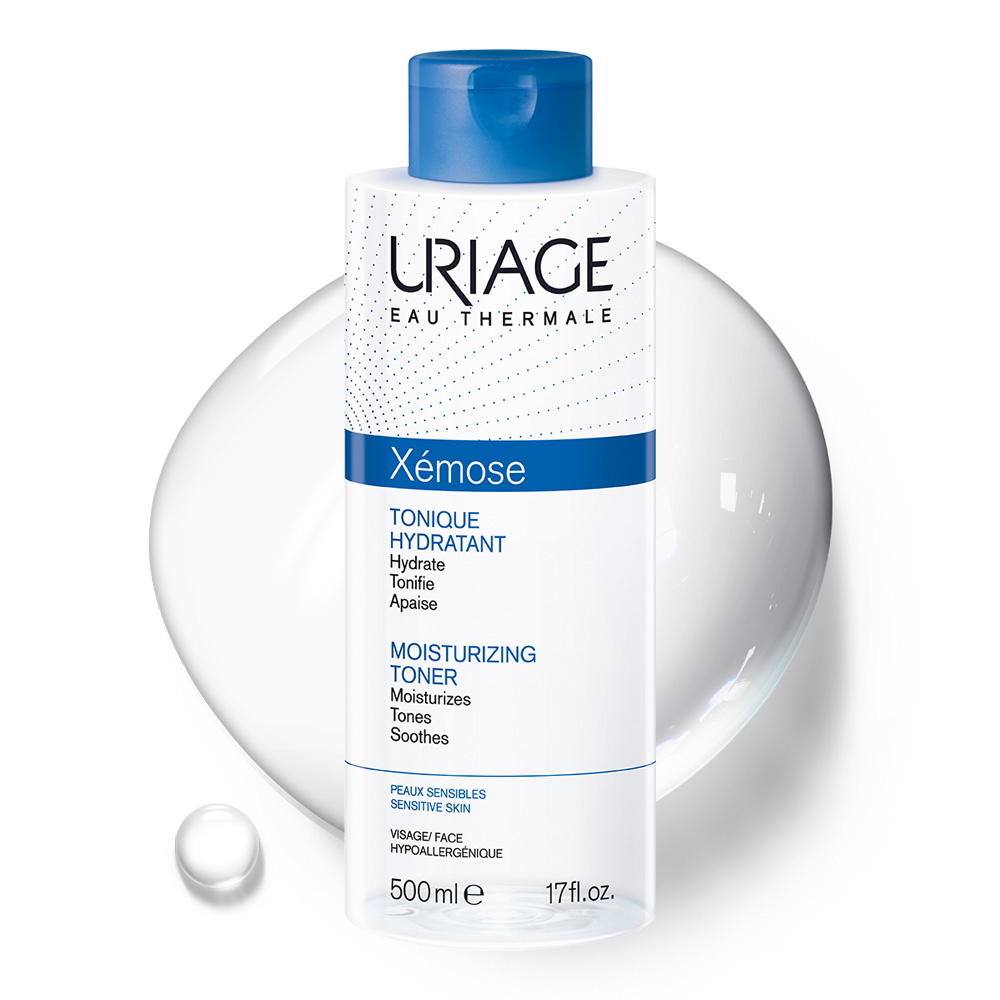 URIAGE
EAU THERMALE
Xémose
TONIQUE
HYDRATANT
Hydrate
Tonifie
Apaise
MOISTURIZING
TONER
Moisturizes
Tones
Soothes
PEAUX SENSIBLES
SENSITIVE SKIN
VISAGE/ FACE
HYPOALLERGÉNIQUE
500 ml ℮ 17fl.oz.